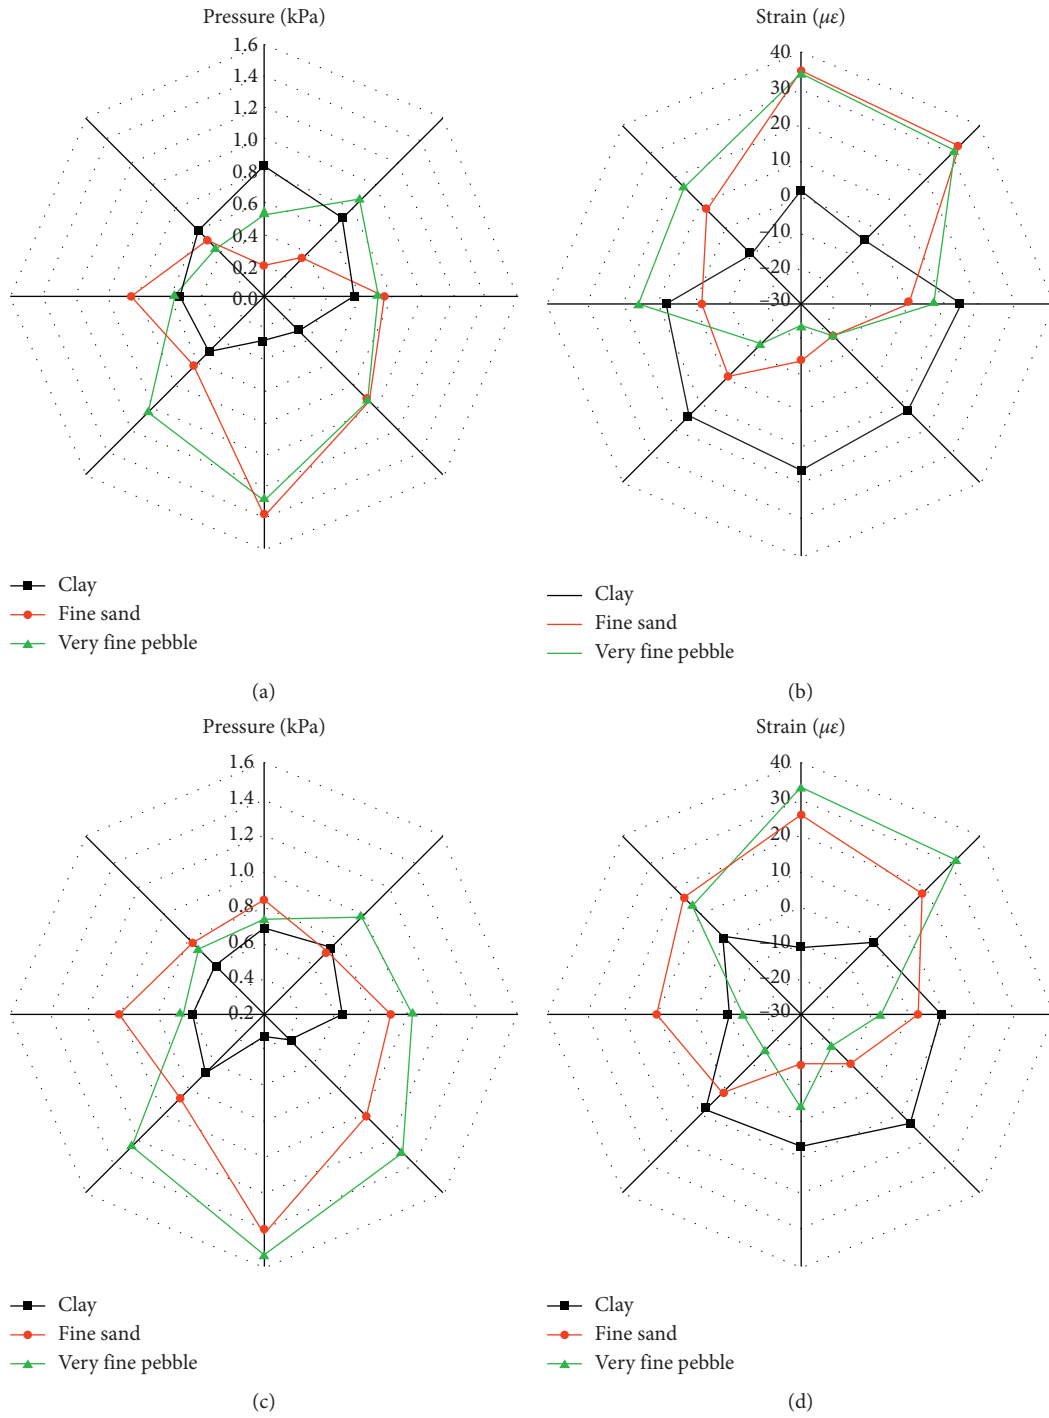 Pressure (kPa)
1.6
1.4
1.2
1.0
0.8
0.6
0.4
0.2
0.0
Clay
Fine sand
Very fine pebble
(a)
Strain (με)
40
30
20
10
0
−10
−20
−30
Clay
Fine sand
Very fine pebble
(b)
Pressure (kPa)
1.6
1.4
1.2
1.0
0.8
0.6
0.4
0.2
Clay
Fine sand
Very fine pebble
(c)
Strain (με)
40
30
20
10
0
−10
−20
−30
Clay
Fine sand
Very fine pebble
(d)